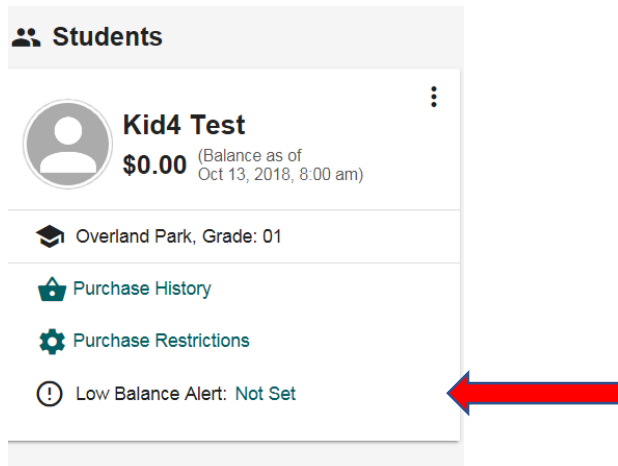 Students
Kid4 Test
$0.00 (Balance as of
Oct 13, 2018, 8:00 am)
Overland Park, Grade: 01
Purchase History
Purchase Restrictions
Low Balance Alert: Not Set